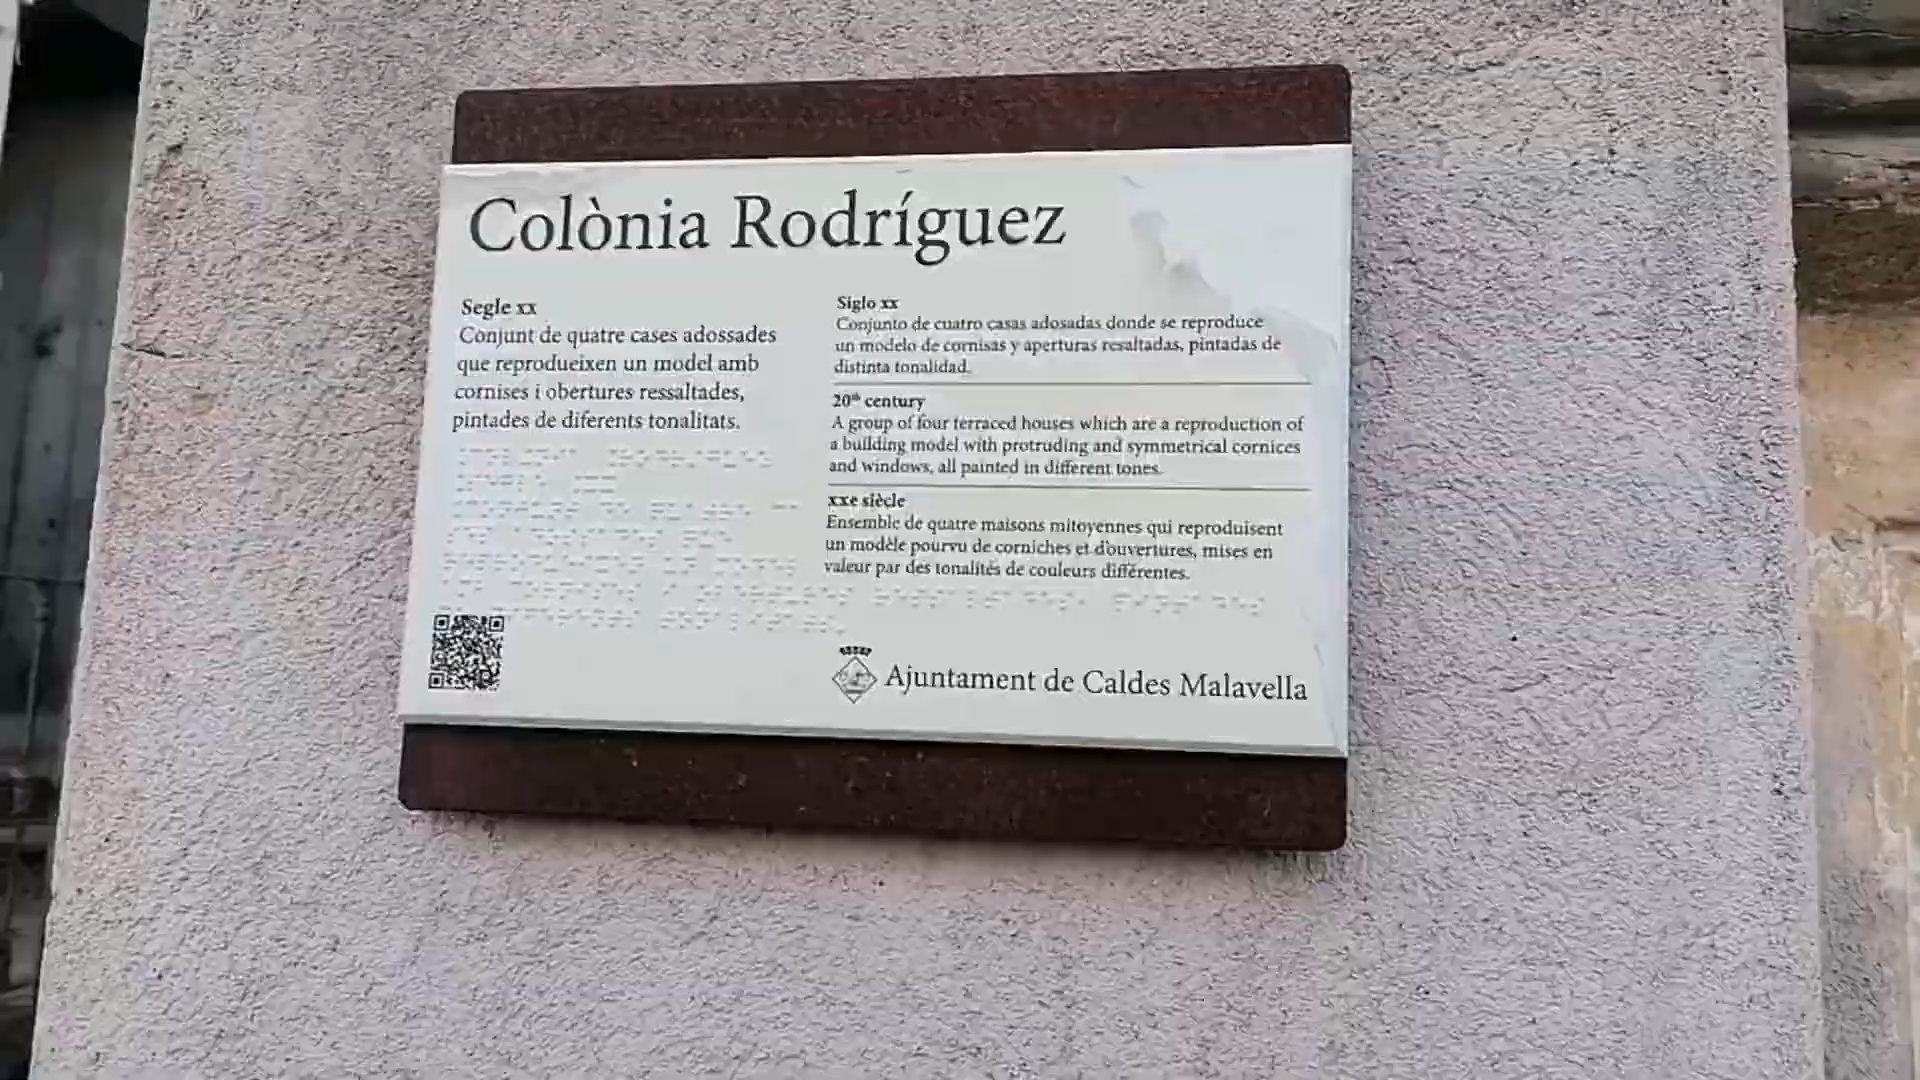 Colònia Rodríguez
Segle xx
Conjunt de quatre cases adossades
que reprodueixen un model amb
cornises i obertures ressaltades,
pintades de diferents tonalitats.
Siglo xx
Conjunto de cuatro casas adosadas donde se reproduce
un modelo de cornisas y aperturas resaltadas, pintadas de
distinta tonalidad.
20th century
A group of four terraced houses which are a reproduction of
a building model with protruding and symmetrical cornices
and windows, all painted in different tones.
xxe siècle
Ensemble de quatre maisons mitoyennes qui reproduisent
un modèle pourvu de corniches et d'ouvertures, mises en
valeur par des tonalités de couleurs différentes.
Ajuntament de Caldes Malavella